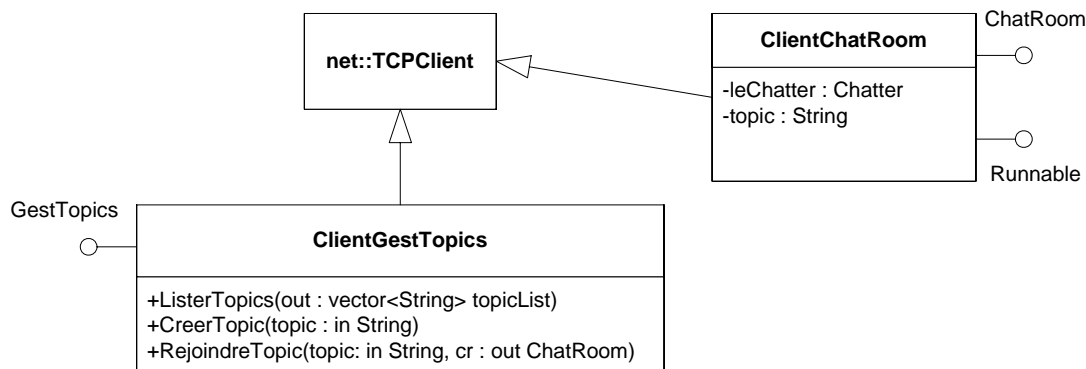 ChatRoom
ClientChatRoom
net::TCPClient
-leChatter : Chatter
-topic : String
Runnable
GestTopics
ClientGestTopics
+ListerTopics(out : vector<String> topicList)
+CreerTopic(topic : in String)
+RejoindreTopic(topic: in String, cr : out ChatRoom)